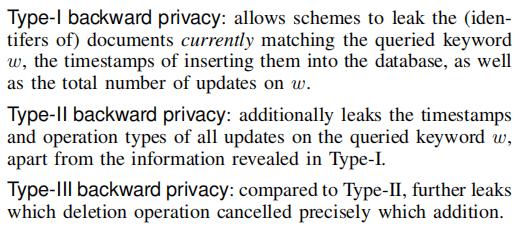 Type-I backward privacy: allows schemes to leak the (iden-
tifers of) documents currently matching the queried keyword
w, the timestamps of inserting them into the database, as well
as the total number of updates on w.
Type-II backward privacy: additionally leaks the timestamps
and operation types of all updates on the queried keyword w,
apart from the information revealed in Type-I.
Type-III backward privacy: compared to Type-II, further leaks
which deletion operation cancelled precisely which addition.